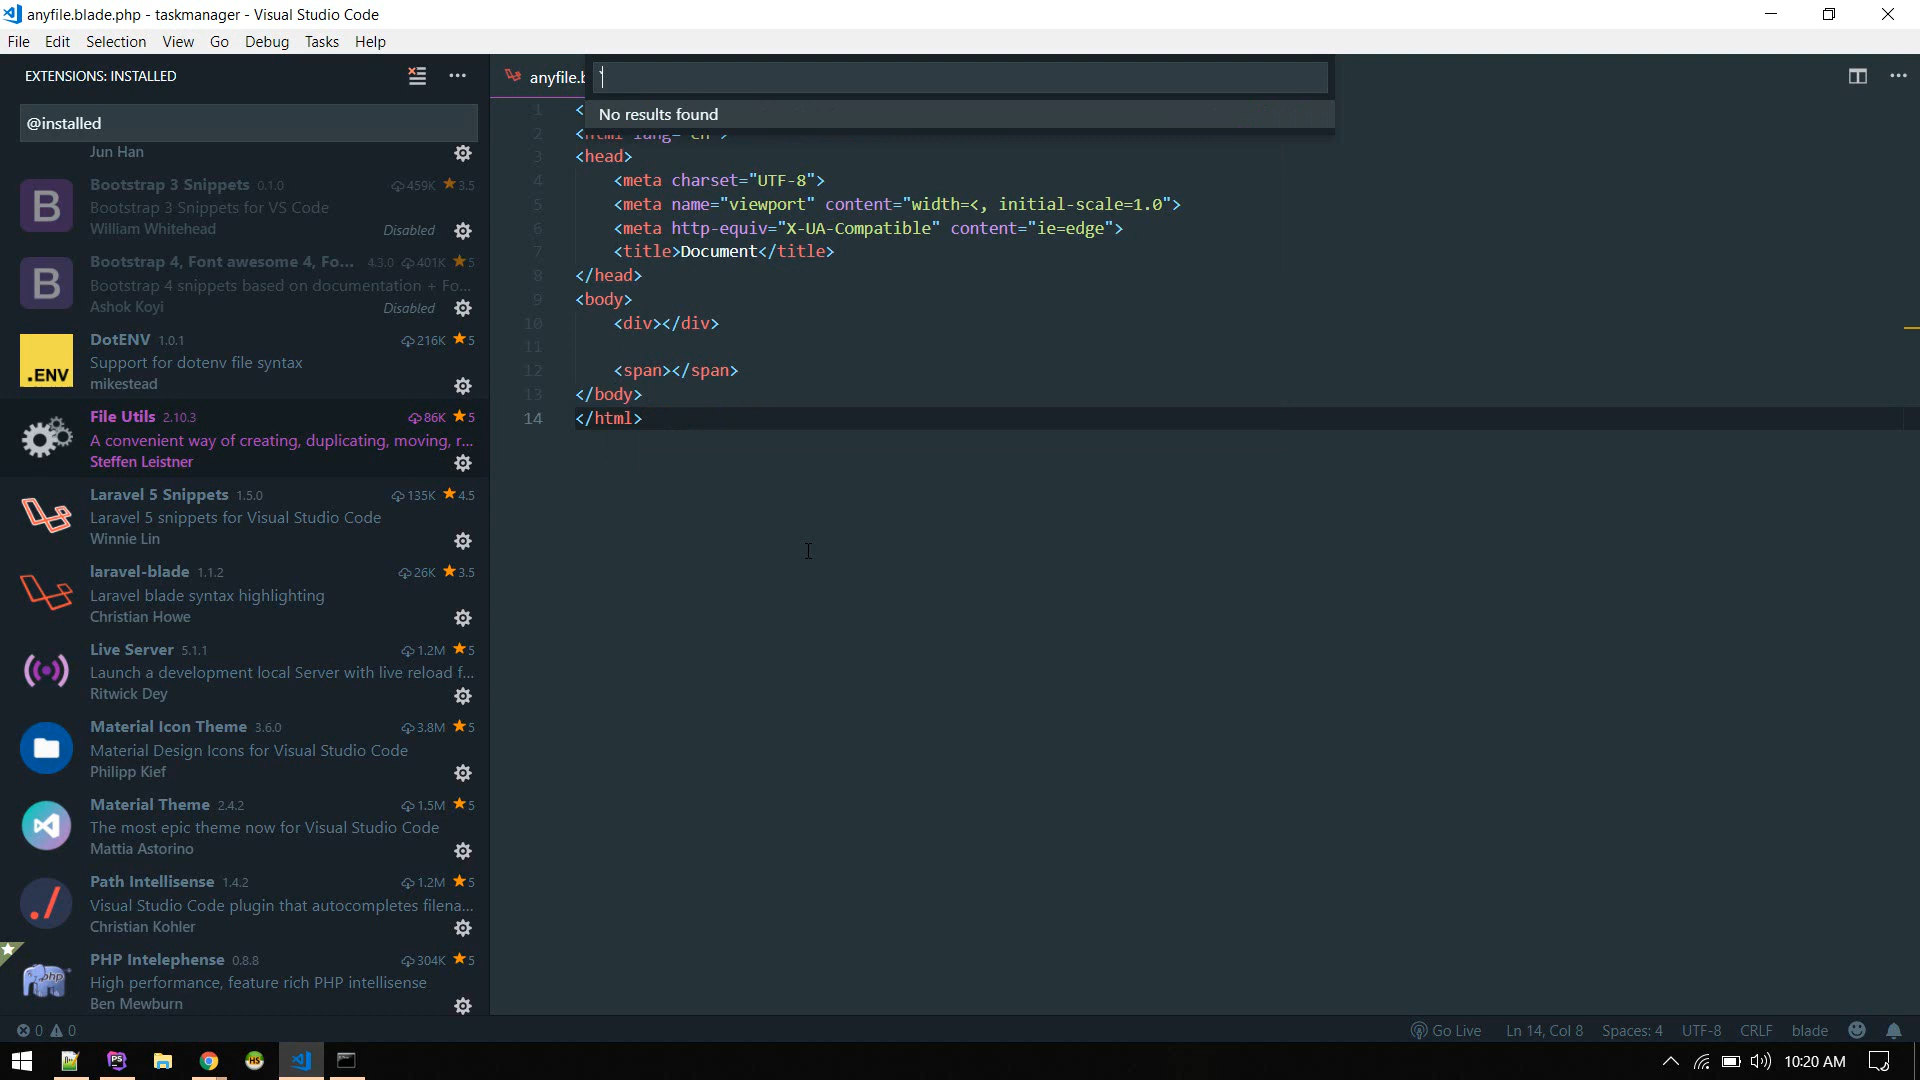 anyfile.blade.php - taskmanager - Visual Studio Code
File Edit Selection View Go Debug Tasks Help
EXTENSIONS: INSTALLED
@installed
Jun Han
Bootstrap 3 Snippets 0.1.0 459K 3.5
Bootstrap 3 Snippets for VS Code
William Whitehead Disabled
Bootstrap 4, Font awesome 4, Fo... 4.3.0 401K 5
Bootstrap 4 snippets based on documentation + Fo...
Ashok Koyi Disabled
DotENV 1.0.1 216K 5
Support for dotenv file syntax
mikestead
.ENV
File Utils 2.10.3 86K 5
A convenient way of creating, duplicating, moving, r...
Steffen Leistner
Laravel 5 Snippets 1.5.0 135K 4.5
Laravel 5 snippets for Visual Studio Code
Winnie Lin
laravel-blade 1.1.2 26K 3.5
Laravel blade syntax highlighting
Christian Howe
Live Server 5.1.1 1.2M 5
Launch a development local Server with live reload f...
Ritwick Dey
Material Icon Theme 3.6.0 3.8M 5
Material Design Icons for Visual Studio Code
Philipp Kief
Material Theme 2.4.2 1.5M 5
The most epic theme now for Visual Studio Code
Mattia Astorino
Path Intellisense 1.4.2 1.2M 5
Visual Studio Code plugin that autocompletes filena...
Christian Kohler
PHP Intelephense 0.8.8 304K 5
High performance, feature rich PHP intellisense
Ben Mewburn
php
anyfile.b
`
No results found
1 <
2 <html lang="en">
3 <head>
4 <meta charset="UTF-8">
5 <meta name="viewport" content="width=<, initial-scale=1.0">
6 <meta http-equiv="X-UA-Compatible" content="ie=edge">
7 <title>Document</title>
8 </head>
9 <body>
10 <div></div>
11
12 <span></span>
13 </body>
14 </html>
0 0 Go Live Ln 14, Col 8 Spaces: 4 UTF-8 CRLF blade
PS HS 10:20 AM